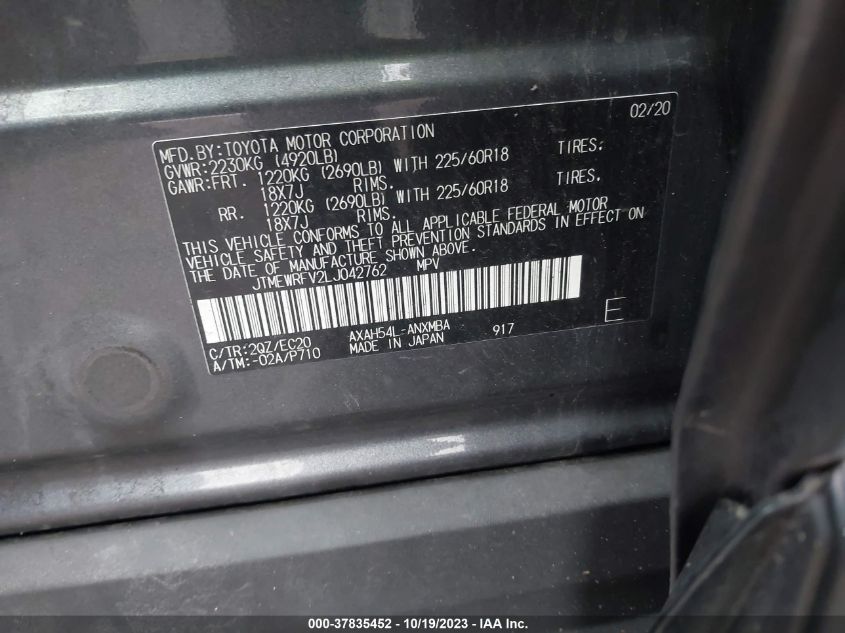 02/20
MFD.BY:TOYOTA MOTOR CORPORATION
GVWR:2230KG (4920LB)
GAWR:FRT. 1220KG (2690LB) WITH 225/60R18 TIRES.
18X7J RIMS.
RR. 1220KG (2690LB) WITH 225/60R18 TIRES.
18X7J RIMS.
THIS VEHICLE CONFORMS TO ALL APPLICABLE FEDERAL MOTOR
VEHICLE SAFETY AND THEFT PREVENTION STANDARDS IN EFFECT ON
THE DATE OF MANUFACTURE SHOWN ABOVE.
JTMEWRFV2LJ042762 MPV
C/TR:2QZ/EC20 AXAH54L-ANXMBA 917 E
A/TM:-02A/P710 MADE IN JAPAN
000-37835452 - 10/19/2023 - IAA Inc.